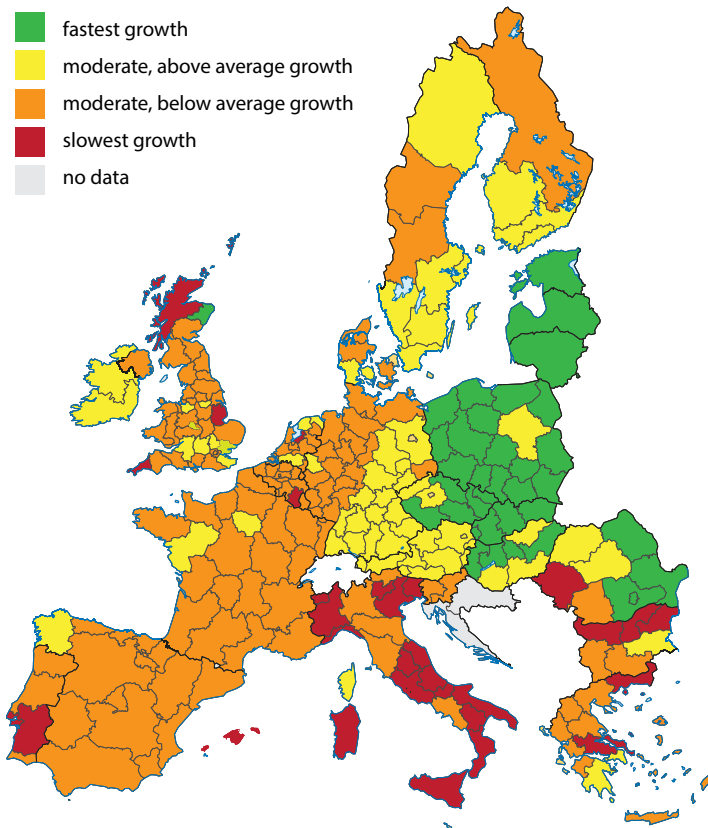 fastest growth
moderate, above average growth
moderate, below average growth
slowest growth
no data